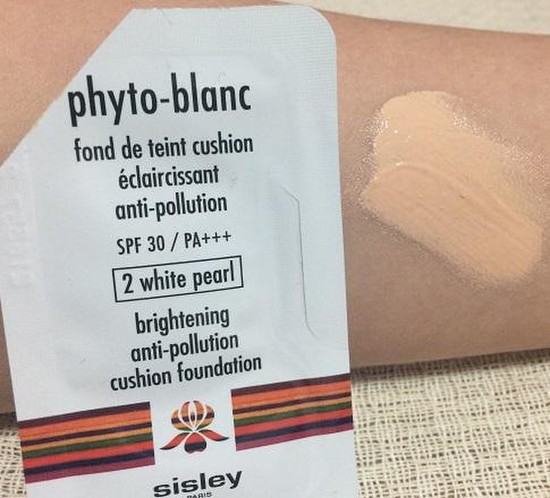 phyto-blanc
fond de teint cushion
éclaircissant
anti-pollution
SPF 30 / PA+++
2 white pearl
brightening
anti-pollution
cushion foundation
sisley
PARIS